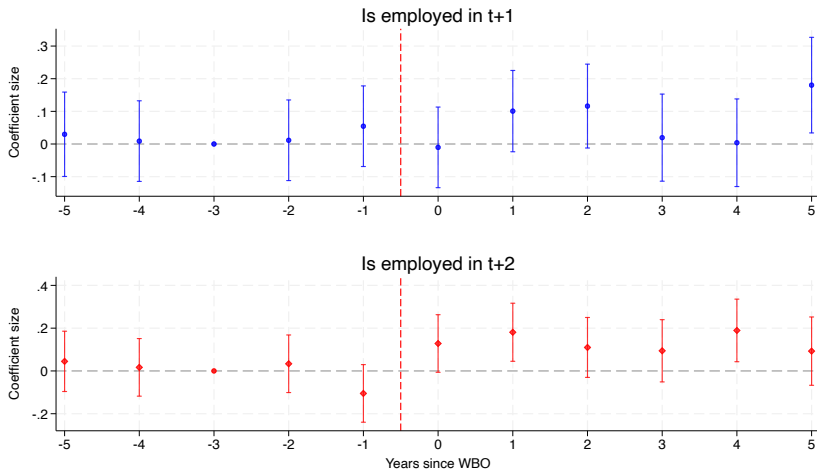 Is employed in t+1
Coefficient size
.3
.2
.1
0
-.1
-5 -4 -3 -2 -1 0 1 2 3 4 5
Is employed in t+2
Coefficient size
.4
.2
0
-.2
-5 -4 -3 -2 -1 0 1 2 3 4 5
Years since WBO